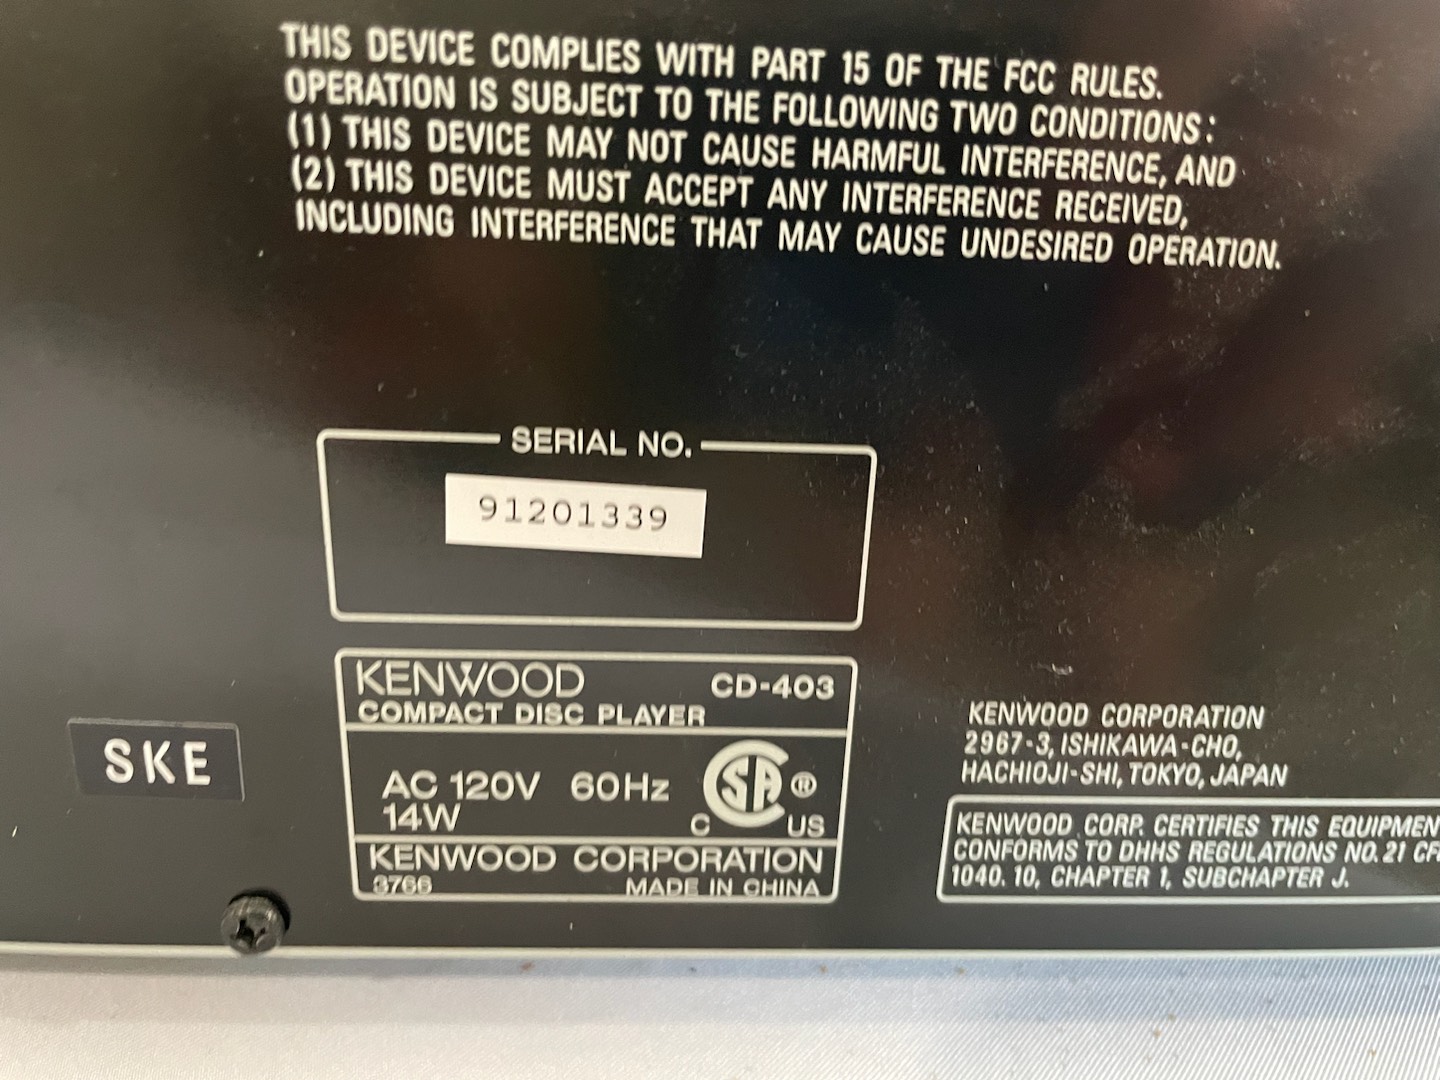 THIS DEVICE COMPLIES WITH PART 15 OF THE FCC RULES.
OPERATION IS SUBJECT TO THE FOLLOWING TWO CONDITIONS:
(1) THIS DEVICE MAY NOT CAUSE HARMFUL INTERFERENCE, AND
(2) THIS DEVICE MUST ACCEPT ANY INTERFERENCE RECEIVED,
INCLUDING INTERFERENCE THAT MAY CAUSE UNDESIRED OPERATION.
SERIAL NO.
91201339
KENWOOD CD-403
COMPACT DISC PLAYER
AC 120V 60Hz
14W
C SA ® US
KENWOOD CORPORATION
3766 MADE IN CHINA
SKE
KENWOOD CORPORATION
2967-3, ISHIKAWA-CHO,
HACHIOJI-SHI, TOKYO, JAPAN
KENWOOD CORP. CERTIFIES THIS EQUIPMEN
CONFORMS TO DHHS REGULATIONS NO. 21 CF
1040. 10, CHAPTER 1, SUBCHAPTER J.